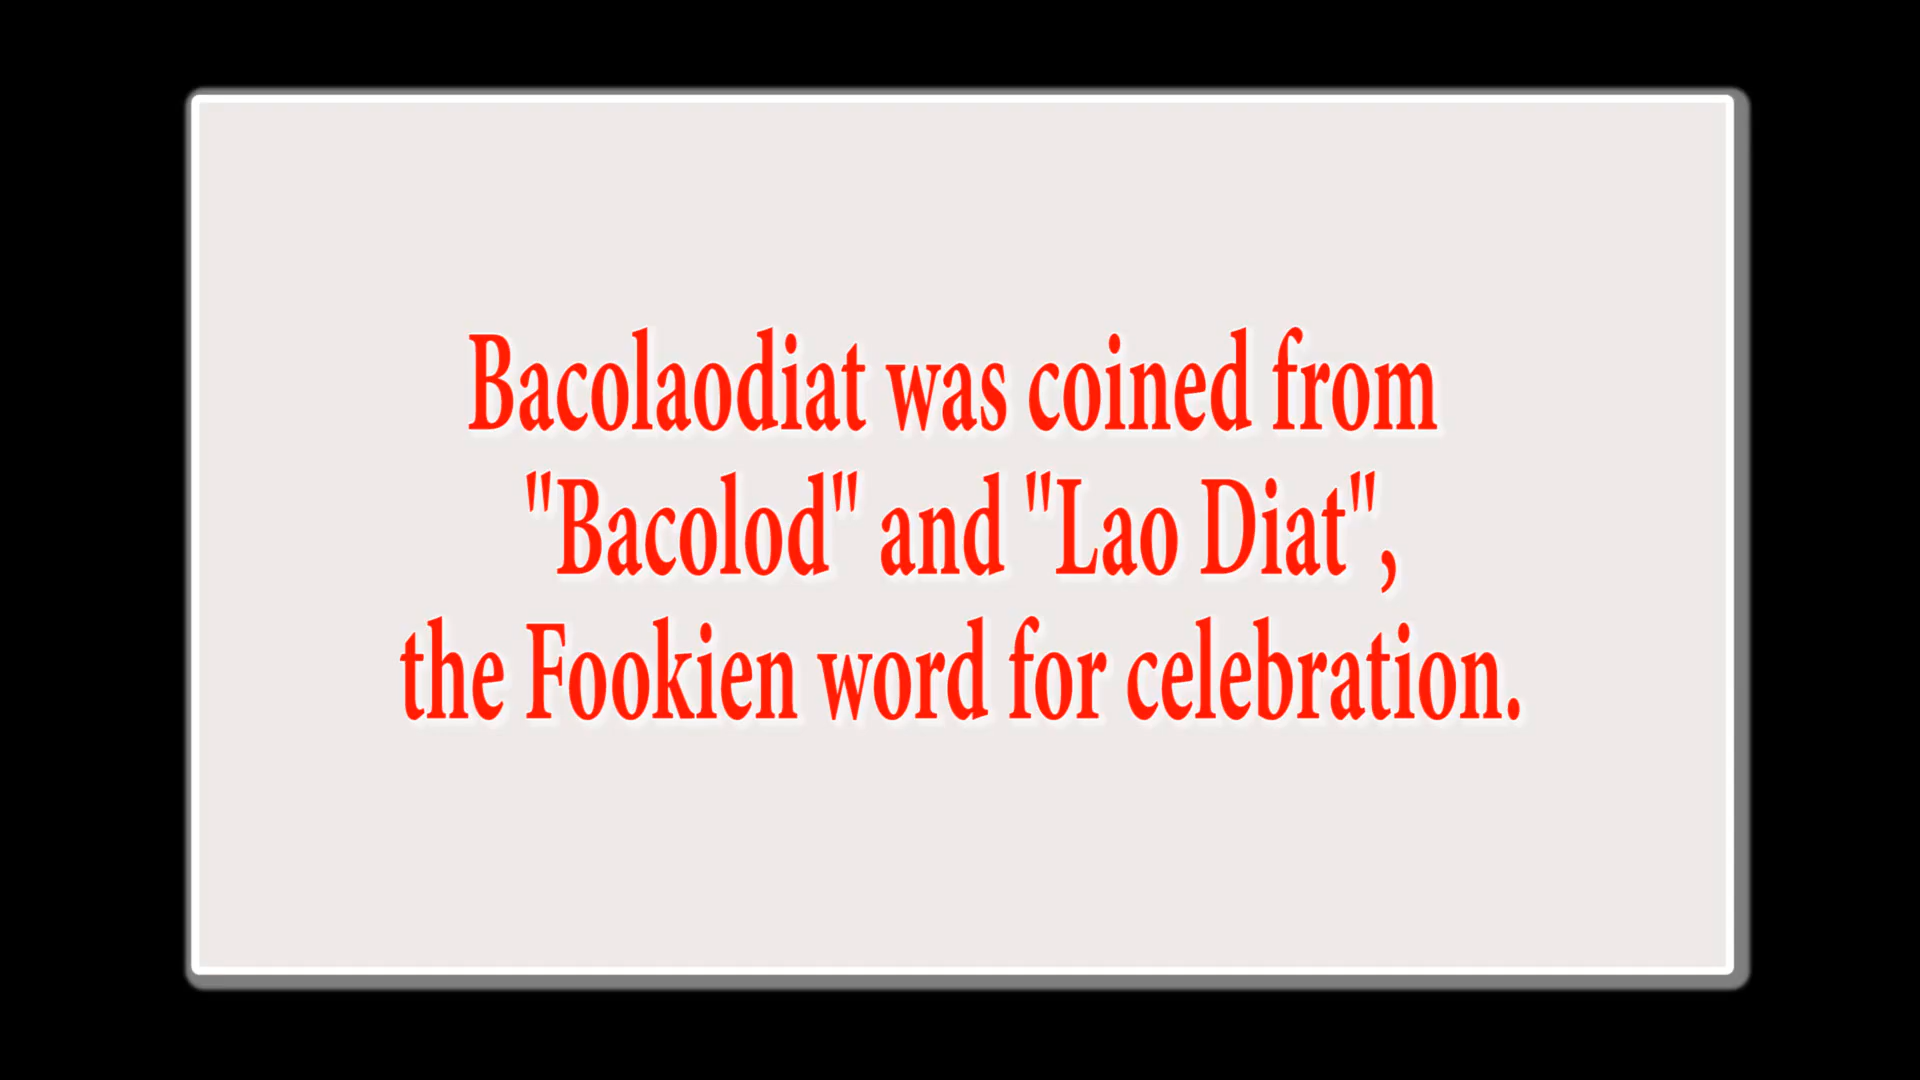 Bacolaodiat was coined from
"Bacolod" and "Lao Diat",
the Fookien word for celebration.